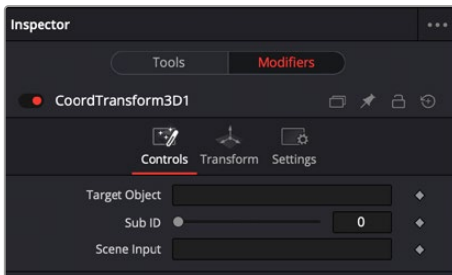 Inspector
Tools Modifiers
CoordTransform3D1
Controls Transform Settings
Target Object
Sub ID 0
Scene Input